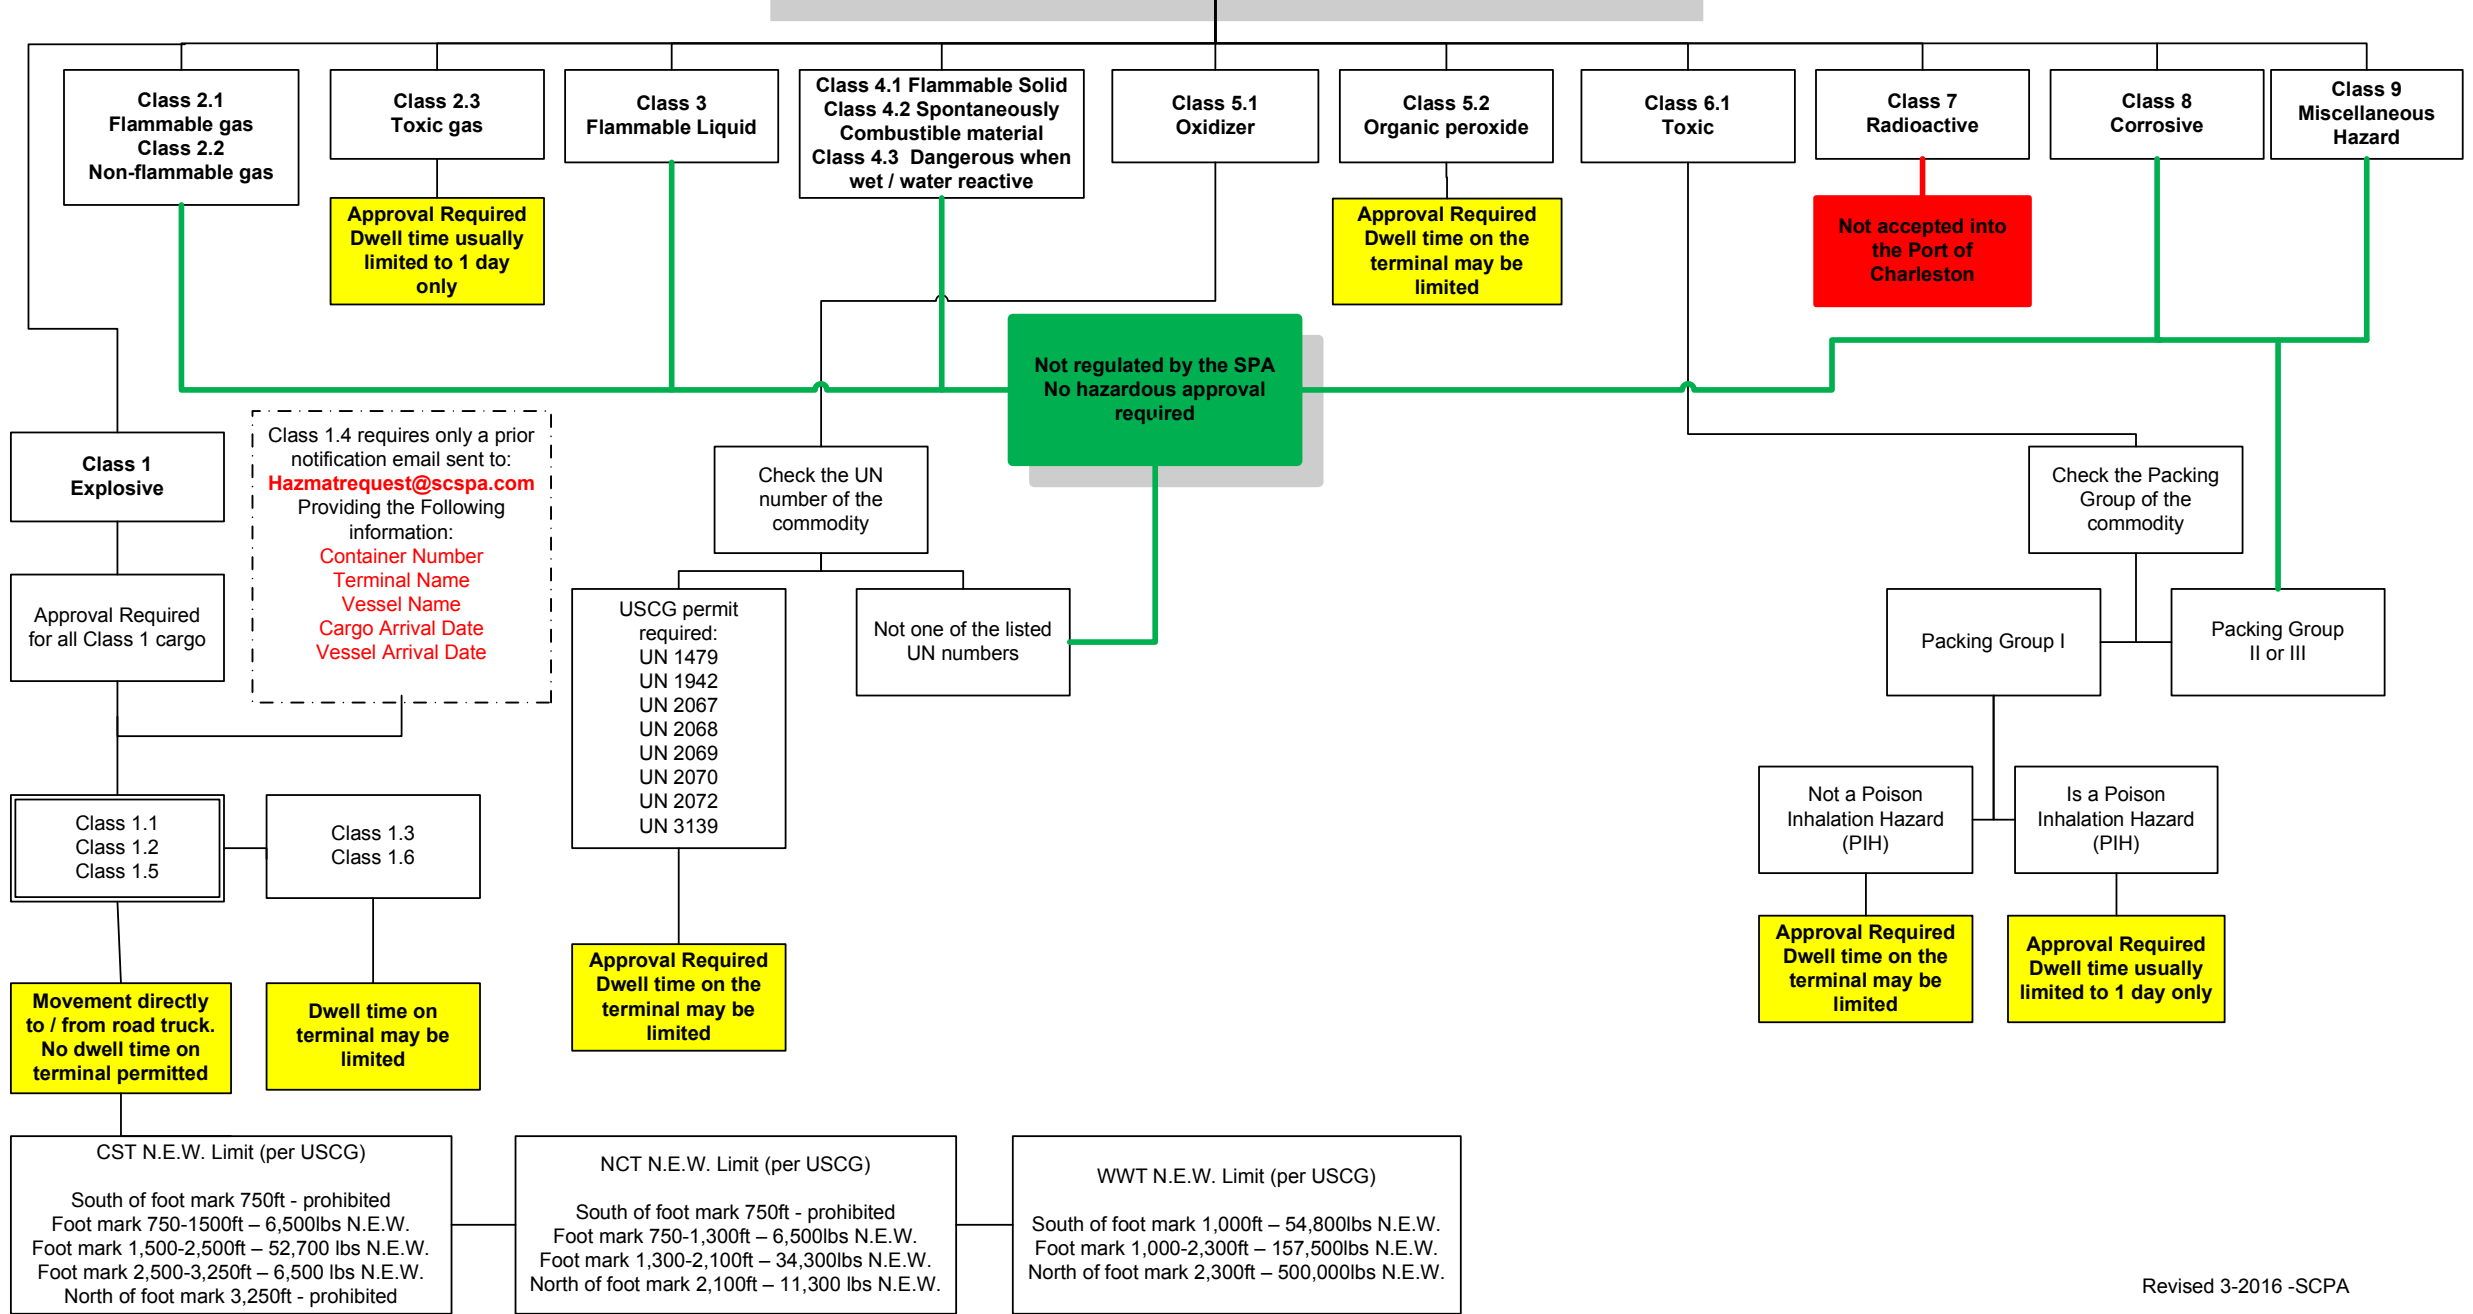 Class 2.1
Flammable gas
Class 2.2
Non-flammable gas
Class 2.3
Toxic gas
Class 3
Flammable Liquid
Class 4.1 Flammable Solid
Class 4.2 Spontaneously
Combustible material
Class 4.3 Dangerous when
wet / water reactive
Class 5.1
Oxidizer
Class 5.2
Organic peroxide
Class 6.1
Toxic
Class 7
Radioactive
Class 8
Corrosive
Class 9
Miscellaneous
Hazard
Approval Required
Dwell time usually
limited to 1 day
only
Approval Required
Dwell time on the
terminal may be
limited
Not accepted into
the Port of
Charleston
Not regulated by the SPA
No hazardous approval
required
Class 1
Explosive
Class 1.4 requires only a prior
notification email sent to:
Hazmatrequest@scspa.com
Providing the Following
information:
Container Number
Terminal Name
Vessel Name
Cargo Arrival Date
Vessel Arrival Date
Check the UN
number of the
commodity
Check the Packing
Group of the
commodity
Approval Required
for all Class 1 cargo
USCG permit
required:
UN 1479
UN 1942
UN 2067
UN 2068
UN 2069
UN 2070
UN 2072
UN 3139
Not one of the listed
UN numbers
Packing Group I
Packing Group
II or III
Class 1.1
Class 1.2
Class 1.5
Class 1.3
Class 1.6
Not a Poison
Inhalation Hazard
(PIH)
Is a Poison
Inhalation Hazard
(PIH)
Movement directly
to / from road truck.
No dwell time on
terminal permitted
Dwell time on
terminal may be
limited
Approval Required
Dwell time on the
terminal may be
limited
Approval Required
Dwell time on the
terminal may be
limited
Approval Required
Dwell time usually
limited to 1 day only
CST N.E.W. Limit (per USCG)
South of foot mark 750ft - prohibited
Foot mark 750-1500ft – 6,500lbs N.E.W.
Foot mark 1,500-2,500ft – 52,700 lbs N.E.W.
Foot mark 2,500-3,250ft – 6,500 lbs N.E.W.
North of foot mark 3,250ft - prohibited
NCT N.E.W. Limit (per USCG)
South of foot mark 750ft - prohibited
Foot mark 750-1,300ft – 6,500lbs N.E.W.
Foot mark 1,300-2,100ft – 34,300lbs N.E.W.
North of foot mark 2,100ft – 11,300 lbs N.E.W.
WWT N.E.W. Limit (per USCG)
South of foot mark 1,000ft – 54,800lbs N.E.W.
Foot mark 1,000-2,300ft – 157,500lbs N.E.W.
North of foot mark 2,300ft – 500,000lbs N.E.W.
Revised 3-2016 -SCPA